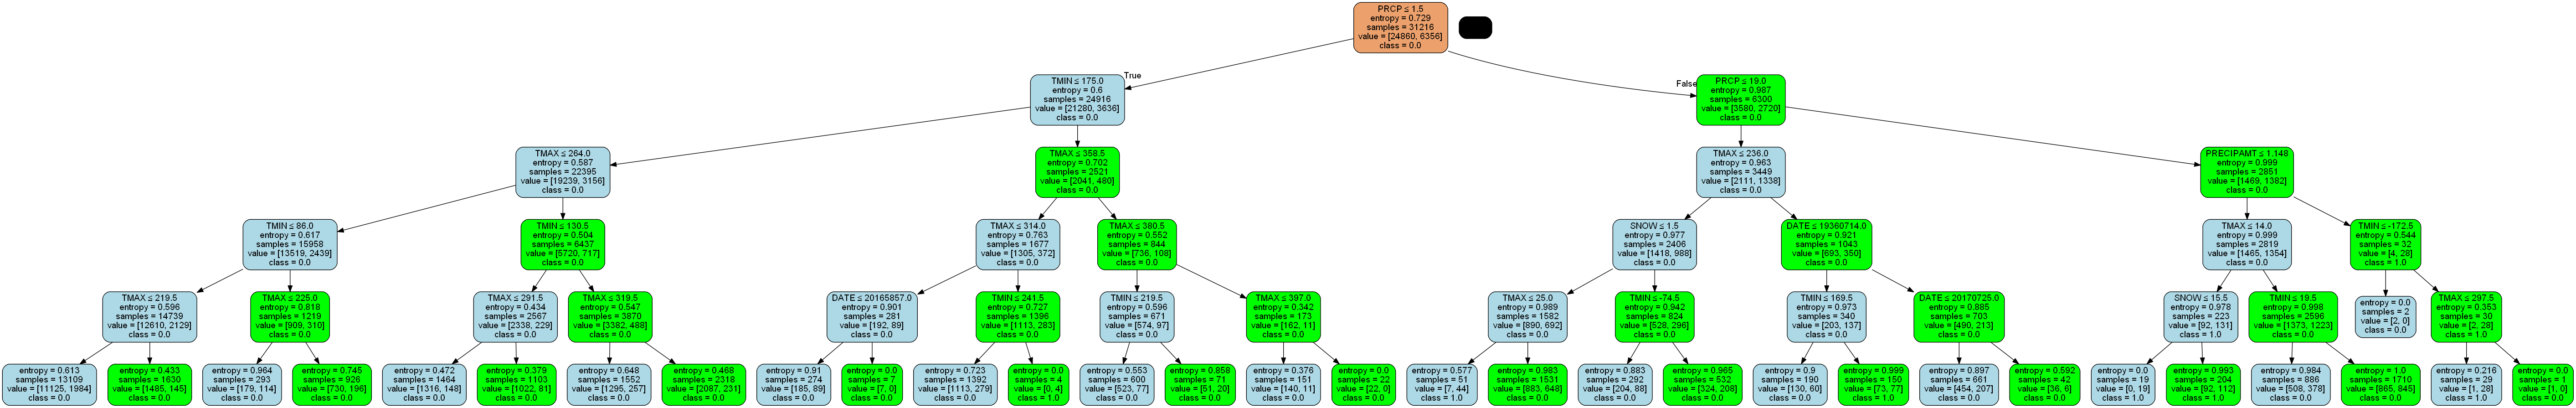 PRCP ≤ 1.5
entropy = 0.729
samples = 31216
value = [24860, 6356]
class = 0.0
True
False
TMIN ≤ 175.0
entropy = 0.6
samples = 24916
value = [21280, 3636]
class = 0.0
PRCP ≤ 19.0
entropy = 0.987
samples = 6300
value = [3580, 2720]
class = 0.0
TMAX ≤ 264.0
entropy = 0.587
samples = 22395
value = [19239, 3156]
class = 0.0
TMAX ≤ 358.5
entropy = 0.702
samples = 2521
value = [2041, 480]
class = 0.0
TMAX ≤ 236.0
entropy = 0.963
samples = 3449
value = [2111, 1338]
class = 0.0
PRECIPAMT ≤ 1.148
entropy = 0.999
samples = 2851
value = [1469, 1382]
class = 0.0
TMIN ≤ 86.0
entropy = 0.617
samples = 15958
value = [13519, 2439]
class = 0.0
TMIN ≤ 130.5
entropy = 0.504
samples = 6437
value = [5720, 717]
class = 0.0
TMAX ≤ 314.0
entropy = 0.763
samples = 1677
value = [1305, 372]
class = 0.0
TMAX ≤ 380.5
entropy = 0.552
samples = 844
value = [736, 108]
class = 0.0
SNOW ≤ 1.5
entropy = 0.977
samples = 2406
value = [1418, 988]
class = 0.0
DATE ≤ 19360714.0
entropy = 0.921
samples = 1043
value = [693, 350]
class = 0.0
TMAX ≤ 14.0
entropy = 0.999
samples = 2819
value = [1465, 1354]
class = 0.0
TMIN ≤ -172.5
entropy = 0.544
samples = 32
value = [4, 28]
class = 1.0
TMAX ≤ 219.5
entropy = 0.596
samples = 14739
value = [12610, 2129]
class = 0.0
TMAX ≤ 225.0
entropy = 0.818
samples = 1219
value = [909, 310]
class = 0.0
TMAX ≤ 291.5
entropy = 0.434
samples = 2567
value = [2338, 229]
class = 0.0
TMAX ≤ 319.5
entropy = 0.547
samples = 3870
value = [3382, 488]
class = 0.0
DATE ≤ 20165857.0
entropy = 0.901
samples = 281
value = [192, 89]
class = 0.0
TMIN ≤ 241.5
entropy = 0.727
samples = 1396
value = [1113, 283]
class = 0.0
TMIN ≤ 219.5
entropy = 0.596
samples = 671
value = [574, 97]
class = 0.0
TMAX ≤ 397.0
entropy = 0.342
samples = 173
value = [162, 11]
class = 0.0
TMAX ≤ 25.0
entropy = 0.989
samples = 1582
value = [890, 692]
class = 0.0
TMIN ≤ -74.5
entropy = 0.942
samples = 824
value = [528, 296]
class = 0.0
TMIN ≤ 169.5
entropy = 0.973
samples = 340
value = [203, 137]
class = 0.0
DATE ≤ 20170725.0
entropy = 0.885
samples = 703
value = [490, 213]
class = 0.0
SNOW ≤ 15.5
entropy = 0.978
samples = 223
value = [92, 131]
class = 1.0
TMIN ≤ 19.5
entropy = 0.998
samples = 2596
value = [1373, 1223]
class = 0.0
entropy = 0.0
samples = 2
value = [2, 0]
class = 0.0
TMAX ≤ 297.5
entropy = 0.353
samples = 30
value = [2, 28]
class = 1.0
entropy = 0.613
samples = 13109
value = [11125, 1984]
class = 0.0
entropy = 0.433
samples = 1630
value = [1485, 145]
class = 0.0
entropy = 0.964
samples = 293
value = [179, 114]
class = 0.0
entropy = 0.745
samples = 926
value = [730, 196]
class = 0.0
entropy = 0.472
samples = 1464
value = [1316, 148]
class = 0.0
entropy = 0.379
samples = 1103
value = [1022, 81]
class = 0.0
entropy = 0.648
samples = 1552
value = [1295, 257]
class = 0.0
entropy = 0.468
samples = 2318
value = [2087, 231]
class = 0.0
entropy = 0.91
samples = 274
value = [185, 89]
class = 0.0
entropy = 0.0
samples = 7
value = [7, 0]
class = 0.0
entropy = 0.723
samples = 1392
value = [1113, 279]
class = 0.0
entropy = 0.0
samples = 4
value = [0, 4]
class = 1.0
entropy = 0.553
samples = 600
value = [523, 77]
class = 0.0
entropy = 0.858
samples = 71
value = [51, 20]
class = 0.0
entropy = 0.376
samples = 151
value = [140, 11]
class = 0.0
entropy = 0.0
samples = 22
value = [22, 0]
class = 0.0
entropy = 0.577
samples = 51
value = [7, 44]
class = 1.0
entropy = 0.983
samples = 1531
value = [883, 648]
class = 0.0
entropy = 0.883
samples = 292
value = [204, 88]
class = 0.0
entropy = 0.965
samples = 532
value = [324, 208]
class = 0.0
entropy = 0.9
samples = 190
value = [130, 60]
class = 0.0
entropy = 0.999
samples = 150
value = [73, 77]
class = 1.0
entropy = 0.897
samples = 661
value = [454, 207]
class = 0.0
entropy = 0.592
samples = 42
value = [36, 6]
class = 0.0
entropy = 0.0
samples = 19
value = [0, 19]
class = 1.0
entropy = 0.993
samples = 204
value = [92, 112]
class = 1.0
entropy = 0.984
samples = 886
value = [508, 378]
class = 0.0
entropy = 1.0
samples = 1710
value = [865, 845]
class = 0.0
entropy = 0.216
samples = 29
value = [1, 28]
class = 1.0
entropy = 0.0
samples = 1
value = [1, 0]
class = 0.0